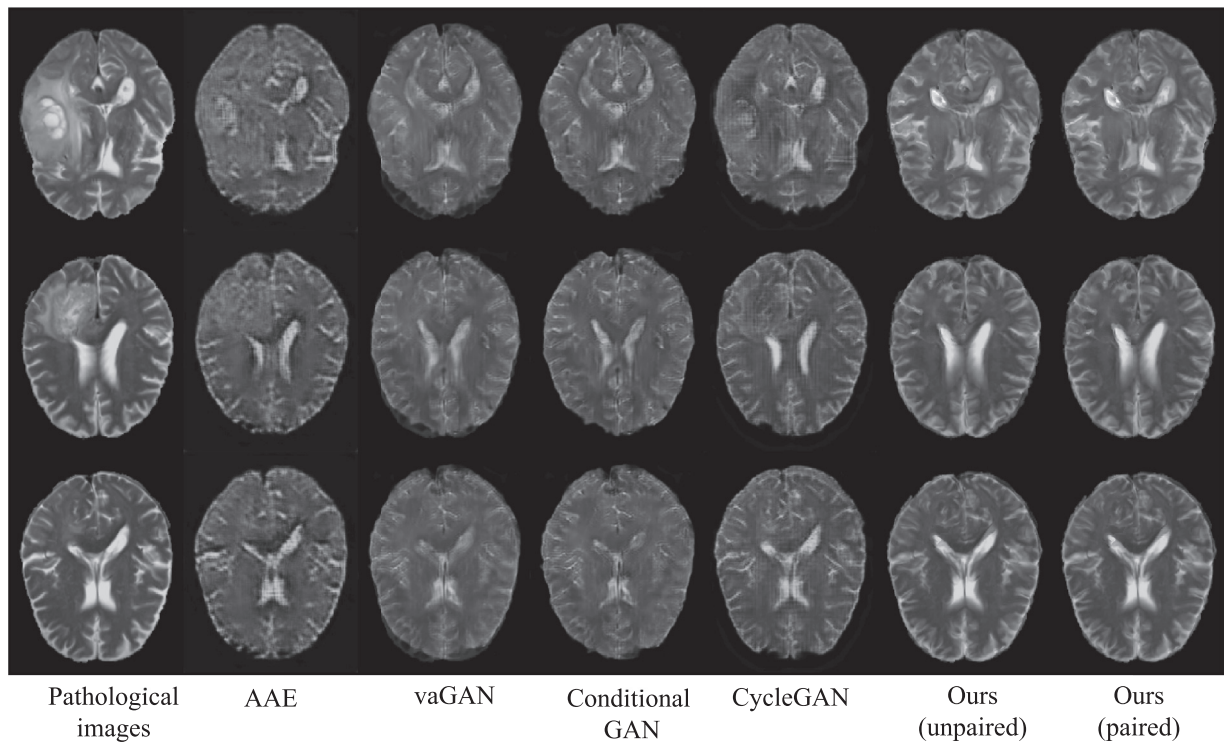 Pathological images
AAE
vaGAN
Conditional GAN
CycleGAN
Ours (unpaired)
Ours (paired)